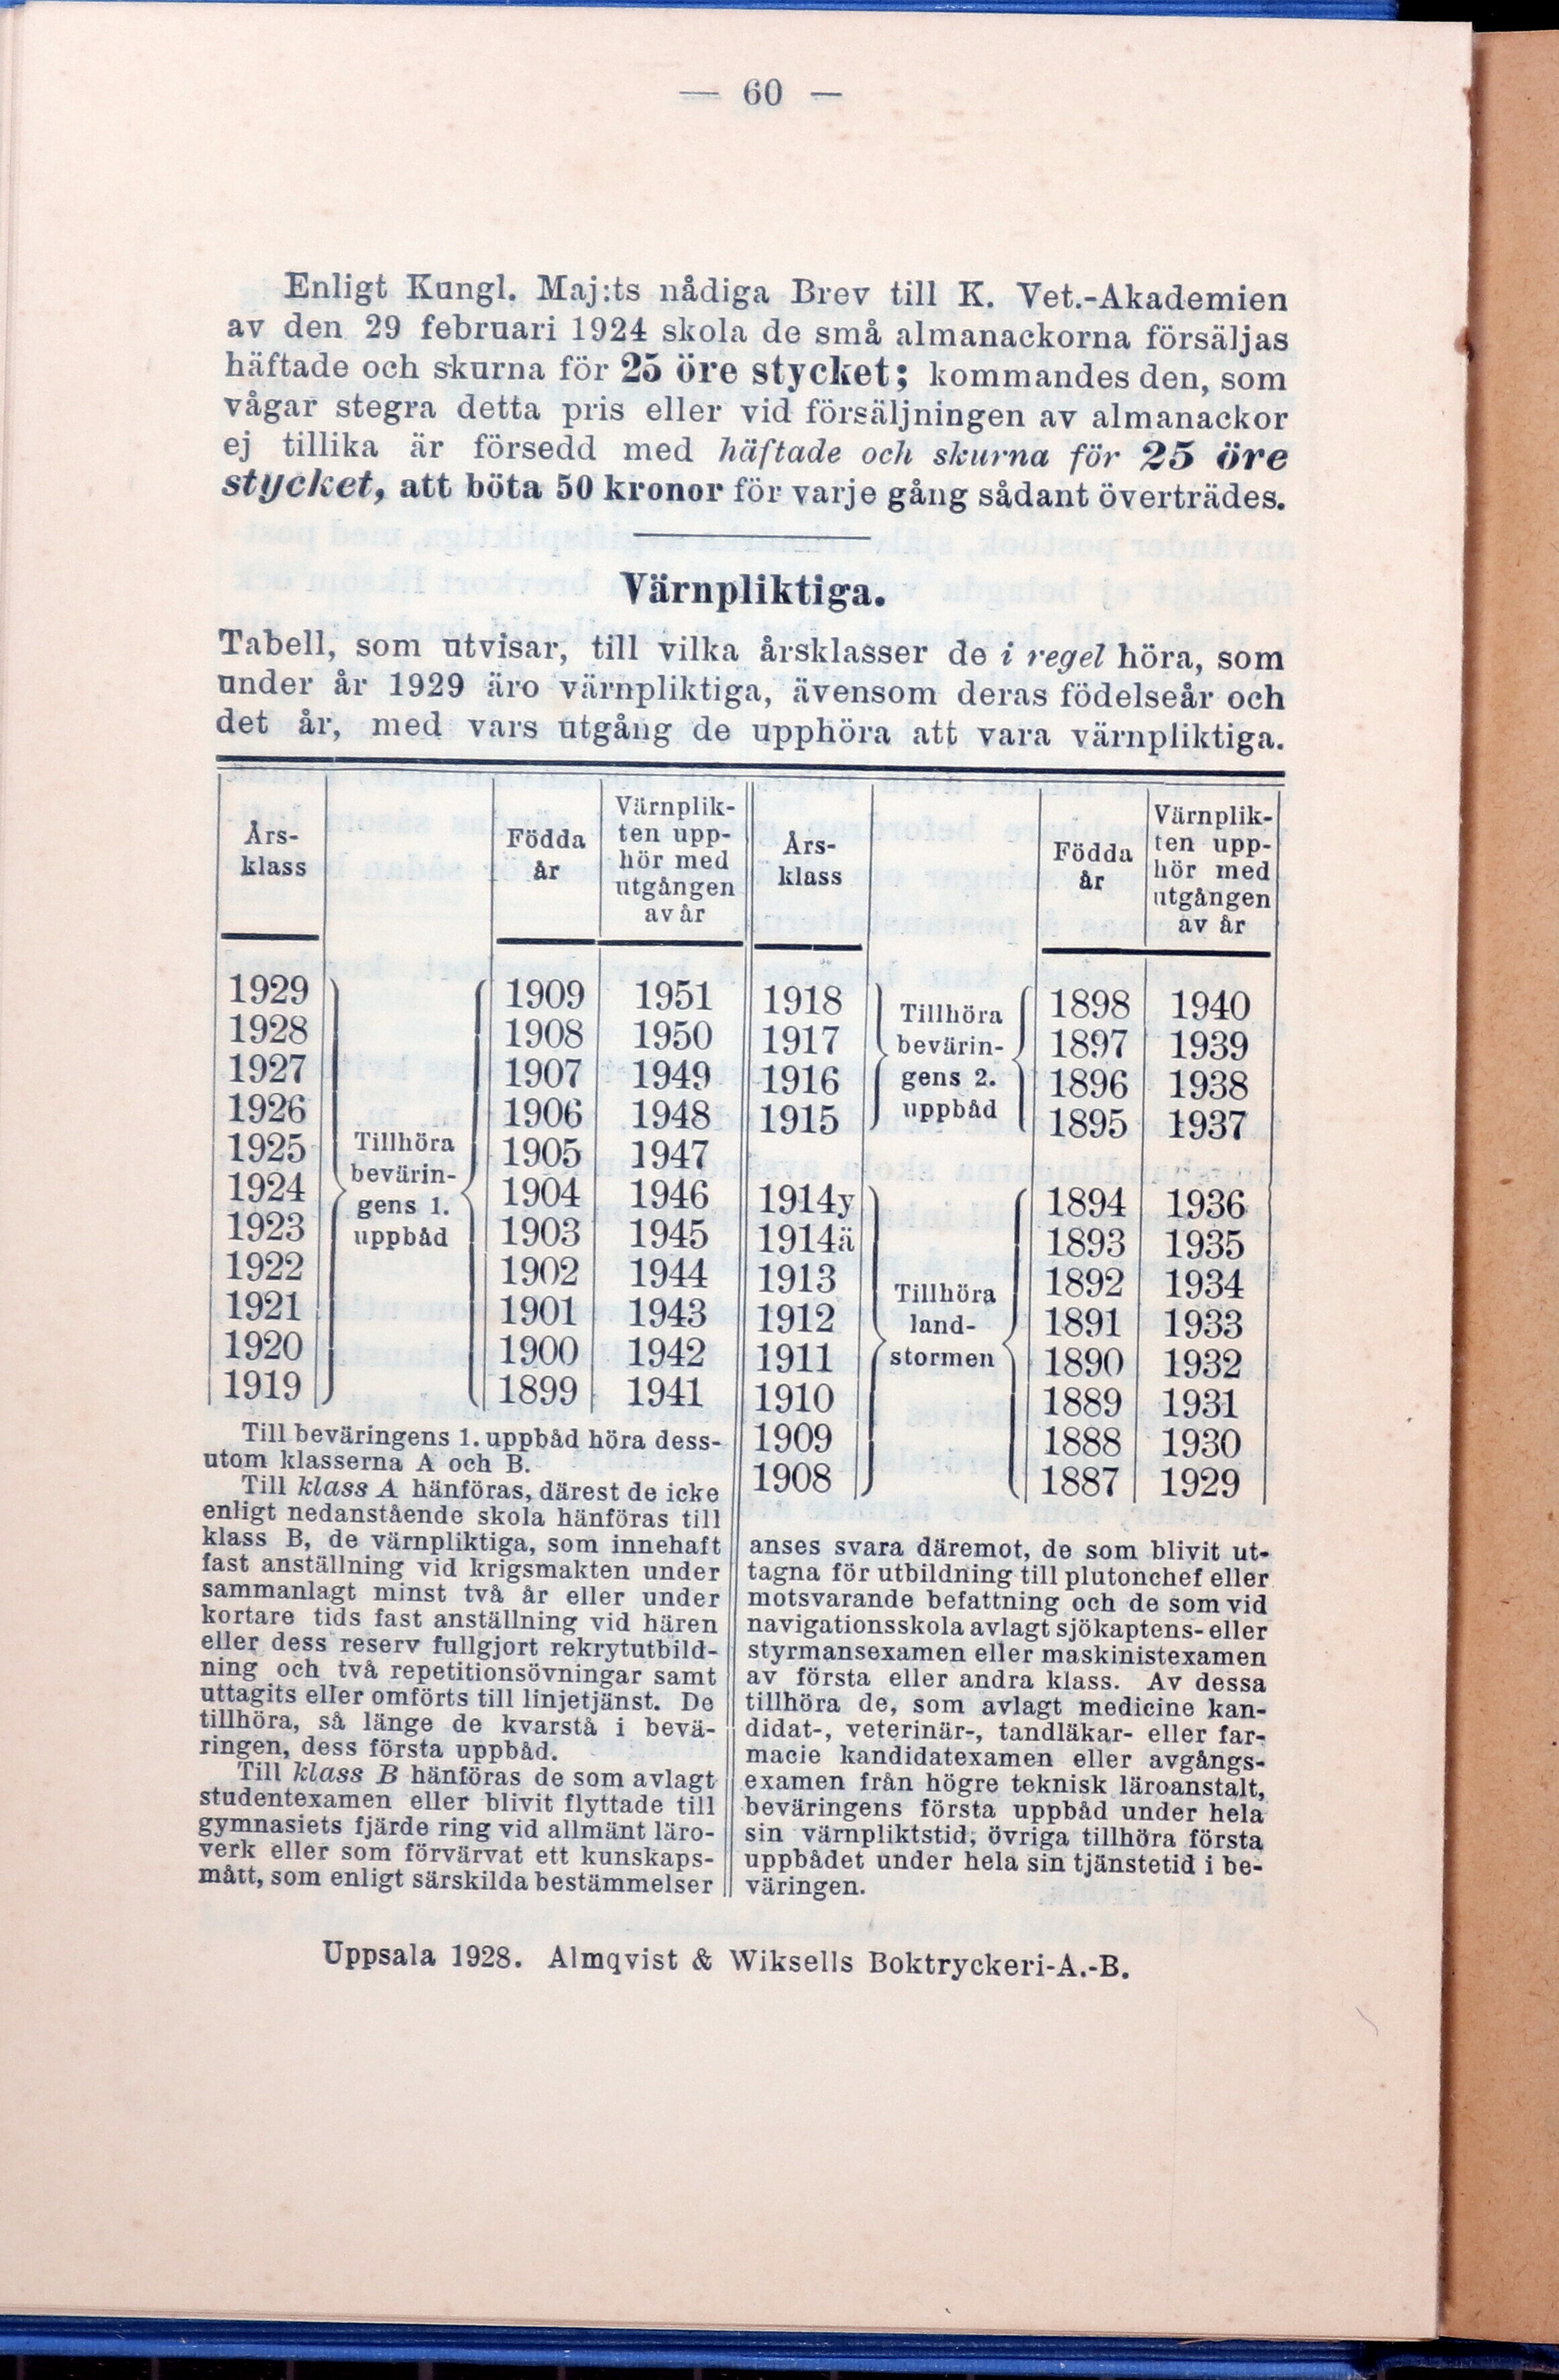 — 60 —
Enligt Kungl. Maj:ts nådiga Brev till K. Vet.-Akademien
av den 29 februari 1924 skola de små almanackorna försäljas
häftade och skurna för 25 öre stycket; kommandes den, som
vågar stegra detta pris eller vid försäljningen av almanackor
ej tillika är försedd med häftade och skurna för 25 öre
stycket, att böta 50 kronor för varje gång sådant överträdes.
Värnpliktiga.
Tabell, som utvisar, till vilka årsklasser de i regel höra, som
under år 1929 äro värnpliktiga, ävensom deras födelseår och
det år, med vars utgång de upphöra att vara värnpliktiga.
Års-
klass
Födda
år
Värnplik-
ten upp-
hör med
utgången
av år
1929 1909 1951
1928 1908 1950
1927 1907 1949
1926 1906 1948
1925 1905 1947
1924 1904 1946
1923 1903 1945
1922 1902 1944
1921 1901 1943
1920 1900 1942
1919 1899 1941
Tillhöra
bevärin-
gens 1.
uppbåd
Till beväringens 1. uppbåd höra dess-
utom klasserna A och B.
Till klass A hänföras, därest de icke
enligt nedanstående skola hänföras till
klass B, de värnpliktiga, som innehaft
fast anställning vid krigsmakten under
sammanlagt minst två år eller under
kortare tids fast anställning vid hären
eller dess reserv fullgjort rekrytutbild-
ning och två repetitionsövningar samt
uttagits eller omförts till linjetjänst. De
tillhöra, så länge de kvarstå i bevä-
ringen, dess första uppbåd.
Till klass B hänföras de som avlagt
studentexamen eller blivit flyttade till
gymnasiets fjärde ring vid allmänt läro-
verk eller som förvärvat ett kunskaps-
mått, som enligt särskilda bestämmelser
Års-
klass
Födda
år
Värnplik-
ten upp-
hör med
utgången
av år
1918 1898 1940
1917 1897 1939
1916 1896 1938
1915 1895 1937
Tillhöra
bevärin-
gens 2.
uppbåd
1914y 1894 1936
1914ä 1893 1935
1913 1892 1934
1912 1891 1933
1911 1890 1932
1910 1889 1931
1909 1888 1930
1908 1887 1929
Tillhöra
land-
stormen
anses svara däremot, de som blivit ut-
tagna för utbildning till plutonchef eller
motsvarande befattning och de som vid
navigationsskola avlagt sjökaptens- eller
styrmansexamen eller maskinistexamen
av första eller andra klass. Av dessa
tillhöra de, som avlagt medicine kan-
didat-, veterinär-, tandläkar- eller far-
macie kandidatexamen eller avgångs-
examen från högre teknisk läroanstalt,
beväringens första uppbåd under hela
sin värnpliktstid; övriga tillhöra första
uppbådet under hela sin tjänstetid i be-
väringen.
Uppsala 1928. Almqvist & Wiksells Boktryckeri-A.-B.